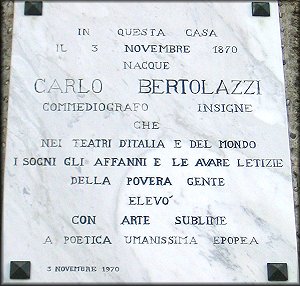 IN QUESTA CASA
IL 3 NOVEMBRE 1870
NACQUE
CARLO BERTOLAZZI
COMMEDIOGRAFO INSIGNE
CHE
NEI TEATRI D'ITALIA E DEL MONDO
I SOGNI GLI AFFANNI E LE AVARE LETIZIE
DELLA POVERA GENTE
ELEVO'
CON ARTE SUBLIME
A POETICA UMANISSIMA EPOPEA
3 NOVEMBRE 1970